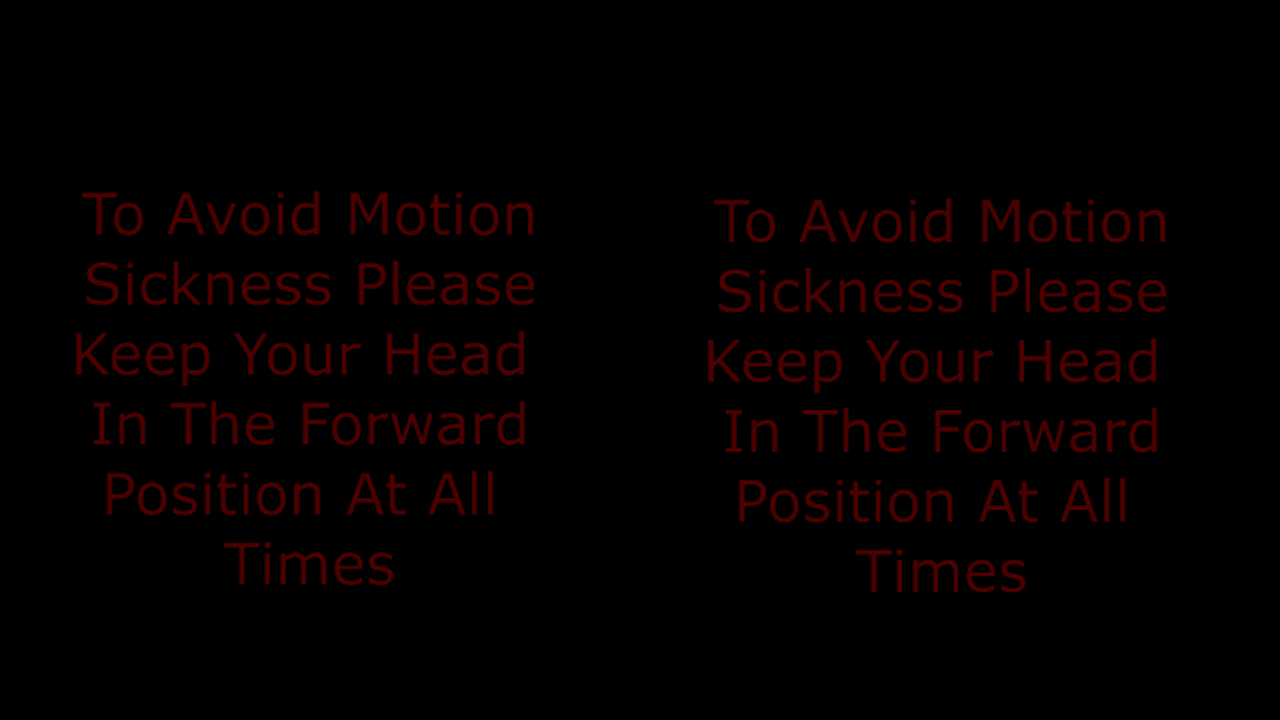 To Avoid Motion
Sickness Please
Keep Your Head
In The Forward
Position At All
Times
To Avoid Motion
Sickness Please
Keep Your Head
In The Forward
Position At All
Times